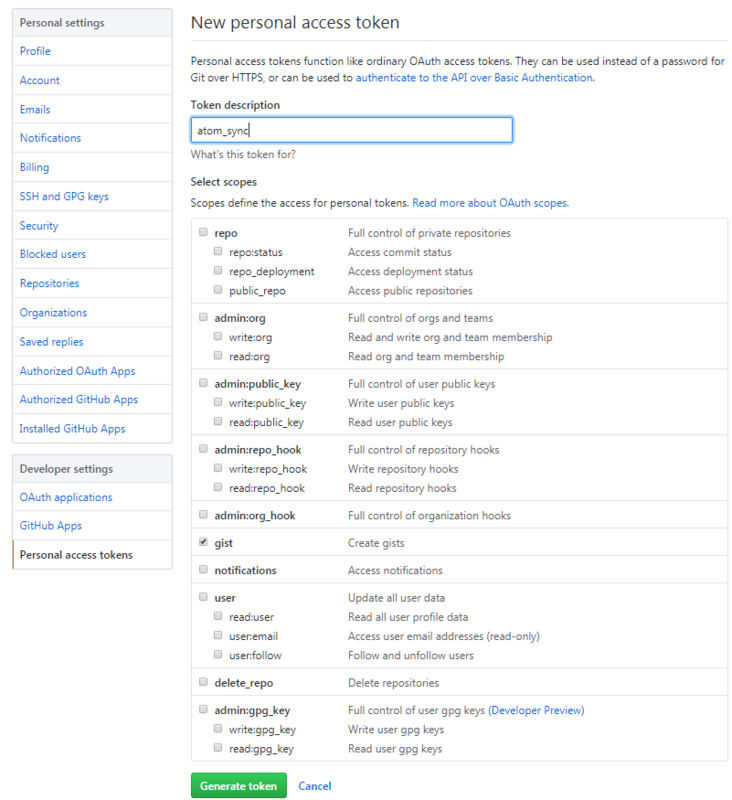 Personal settings
Profile
Account
Emails
Notifications
Billing
SSH and GPG keys
Security
Blocked users
Repositories
Organizations
Saved replies
Authorized OAuth Apps
Authorized GitHub Apps
Installed GitHub Apps
Developer settings
OAuth applications
GitHub Apps
Personal access tokens
New personal access token
Personal access tokens function like ordinary OAuth access tokens. They can be used instead of a password for
Git over HTTPS, or can be used to authenticate to the API over Basic Authentication.
Token description
atom_sync
What's this token for?
Select scopes
Scopes define the access for personal tokens. Read more about OAuth scopes.
repo Full control of private repositories
repo:status Access commit status
repo_deployment Access deployment status
public_repo Access public repositories
admin:org Full control of orgs and teams
write:org Read and write org and team membership
read:org Read org and team membership
admin:public_key Full control of user public keys
write:public_key Write user public keys
read:public_key Read user public keys
admin:repo_hook Full control of repository hooks
write:repo_hook Write repository hooks
read:repo_hook Read repository hooks
admin:org_hook Full control of organization hooks
gist Create gists
notifications Access notifications
user Update all user data
read:user Read all user profile data
user:email Access user email addresses (read-only)
user:follow Follow and unfollow users
delete_repo Delete repositories
admin:gpg_key Full control of user gpg keys (Developer Preview)
write:gpg_key Write user gpg keys
read:gpg_key Read user gpg keys
Generate token Cancel